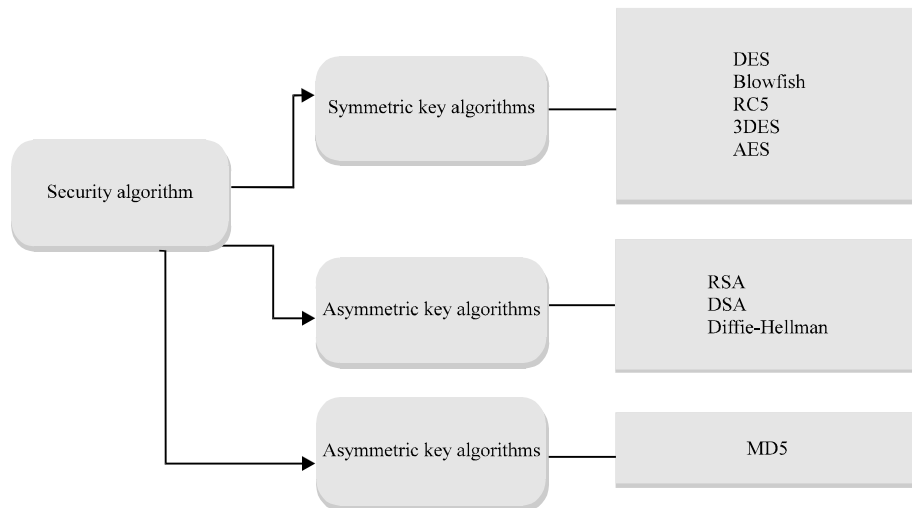 Security algorithm
Symmetric key algorithms
DES
Blowfish
RC5
3DES
AES
Asymmetric key algorithms
RSA
DSA
Diffie-Hellman
Asymmetric key algorithms
MD5